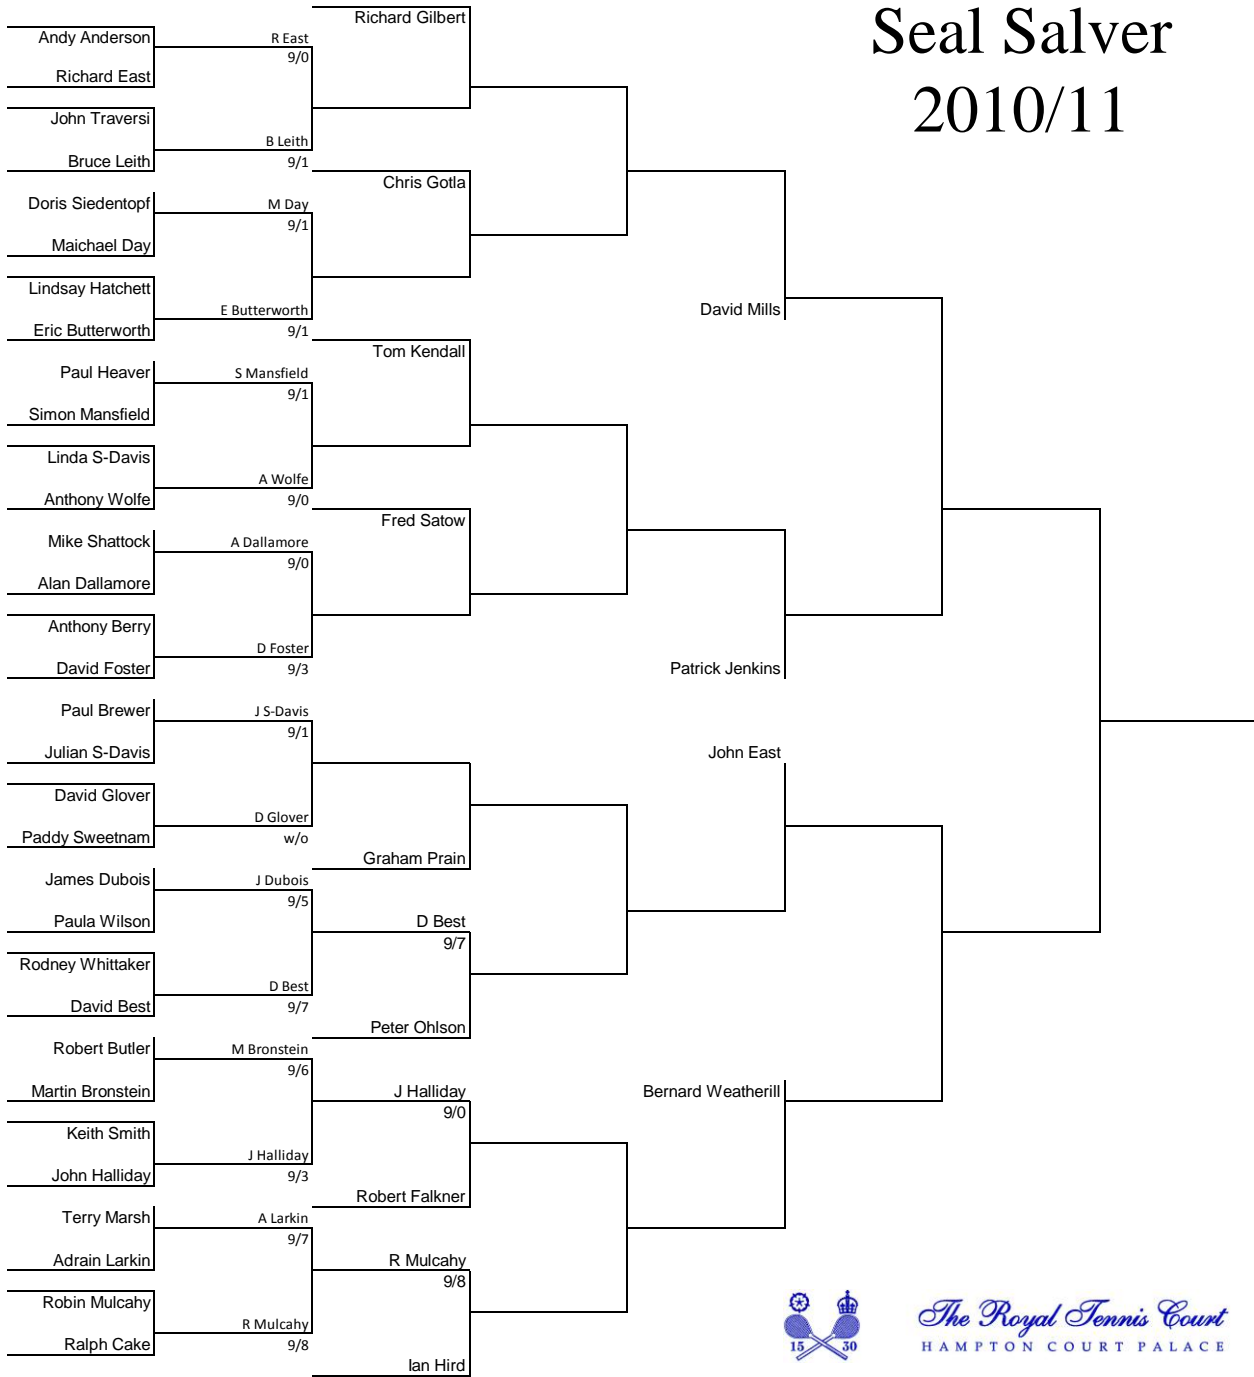 Seal Salver
2010/11
Richard Gilbert
Andy Anderson
R East
9/0
Richard East
John Traversi
B Leith
Bruce Leith
9/1
Chris Gotla
Doris Siedentopf
M Day
9/1
Maichael Day
Lindsay Hatchett
E Butterworth
David Mills
Eric Butterworth
9/1
Tom Kendall
Paul Heaver
S Mansfield
9/1
Simon Mansfield
Linda S-Davis
A Wolfe
Anthony Wolfe
9/0
Fred Satow
Mike Shattock
A Dallamore
9/0
Alan Dallamore
Anthony Berry
D Foster
David Foster
9/3
Patrick Jenkins
Paul Brewer
J S-Davis
9/1
Julian S-Davis
John East
David Glover
D Glover
Paddy Sweetnam
w/o
Graham Prain
James Dubois
J Dubois
9/5
Paula Wilson
D Best
9/7
Rodney Whittaker
D Best
David Best
9/7
Peter Ohlson
Robert Butler
M Bronstein
9/6
Martin Bronstein
J Halliday
9/0
Bernard Weatherill
Keith Smith
J Halliday
John Halliday
9/3
Robert Falkner
Terry Marsh
A Larkin
9/7
Adrain Larkin
R Mulcahy
9/8
Robin Mulcahy
R Mulcahy
Ralph Cake
9/8
Ian Hird
15 30
The Royal Tennis Court
HAMPTON COURT PALACE